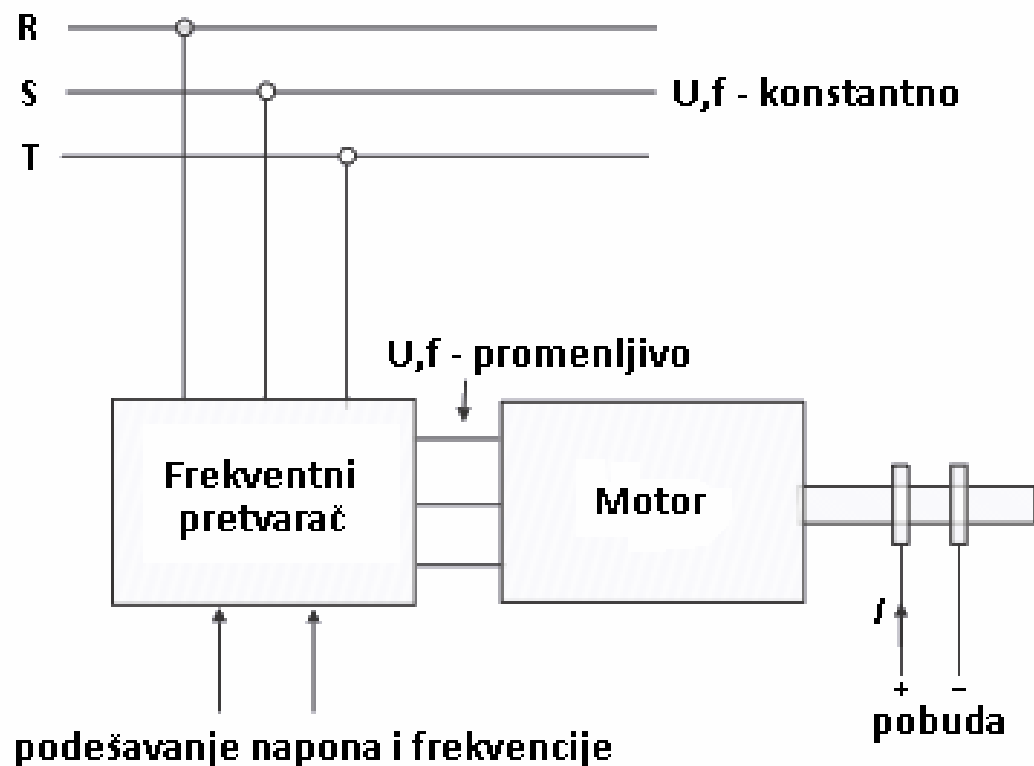 R
S
U,f - konstantno
T
U,f - promenljivo
Frekventni
pretvarač
Motor
I
+ –
pobuda
podešavanje napona i frekvencije